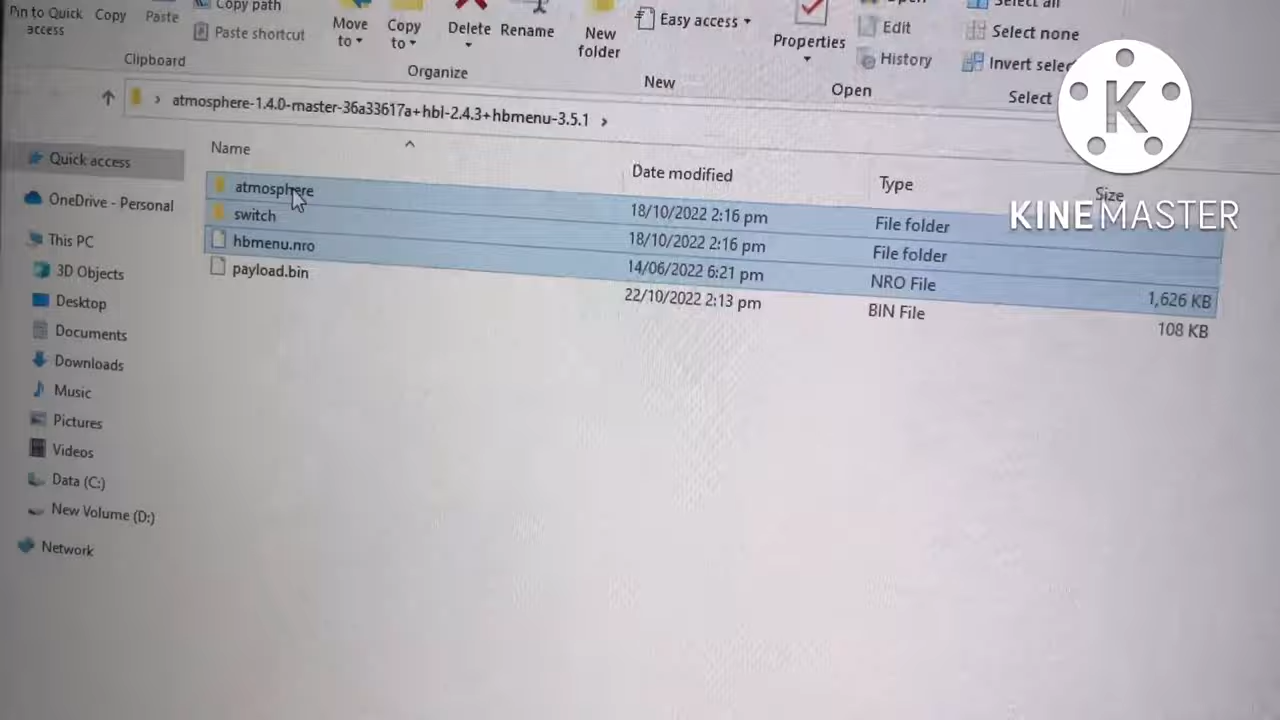 Pin to Quick access
Copy
Paste
Copy path
Paste shortcut
Clipboard
Move to
Copy to
Delete
Rename
Organize
New folder
Easy access
New
Properties
Open
Edit
History
Open
Select all
Select none
Invert selec
Select
K
KINEMASTER
atmosphere-1.4.0-master-36a33617a+hbl-2.4.3+hbmenu-3.5.1
Name
Date modified
Type
Size
atmosphere 18/10/2022 2:16 pm File folder
switch 18/10/2022 2:16 pm File folder
hbmenu.nro 14/06/2022 6:21 pm NRO File 1,626 KB
payload.bin 22/10/2022 2:13 pm BIN File 108 KB
Quick access
OneDrive - Personal
This PC
3D Objects
Desktop
Documents
Downloads
Music
Pictures
Videos
Data (C:)
New Volume (D:)
Network